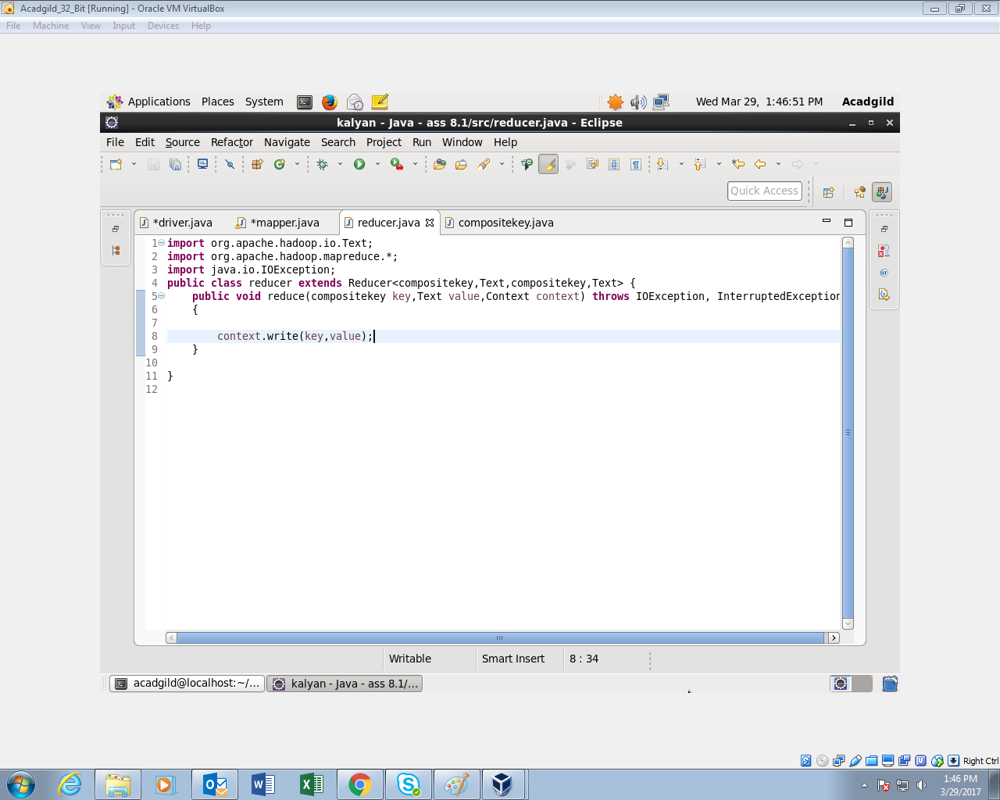 Acadgild_32_Bit [Running] - Oracle VM VirtualBox
File Machine View Input Devices Help
Applications Places System Wed Mar 29, 1:46:51 PM Acadgild
kalyan - Java - ass 8.1/src/reducer.java - Eclipse
File Edit Source Refactor Navigate Search Project Run Window Help
Quick Access
*driver.java *mapper.java reducer.java compositekey.java
1 import org.apache.hadoop.io.Text;
2 import org.apache.hadoop.mapreduce.*;
3 import java.io.IOException;
4 public class reducer extends Reducer<compositekey,Text,compositekey,Text> {
5 public void reduce(compositekey key,Text value,Context context) throws IOException, InterruptedException
6 {
7
8 context.write(key,value);
9 }
10
11 }
12
Writable Smart Insert 8 : 34
acadgild@localhost:~/... kalyan - Java - ass 8.1/...
Right Ctrl
1:46 PM
3/29/2017